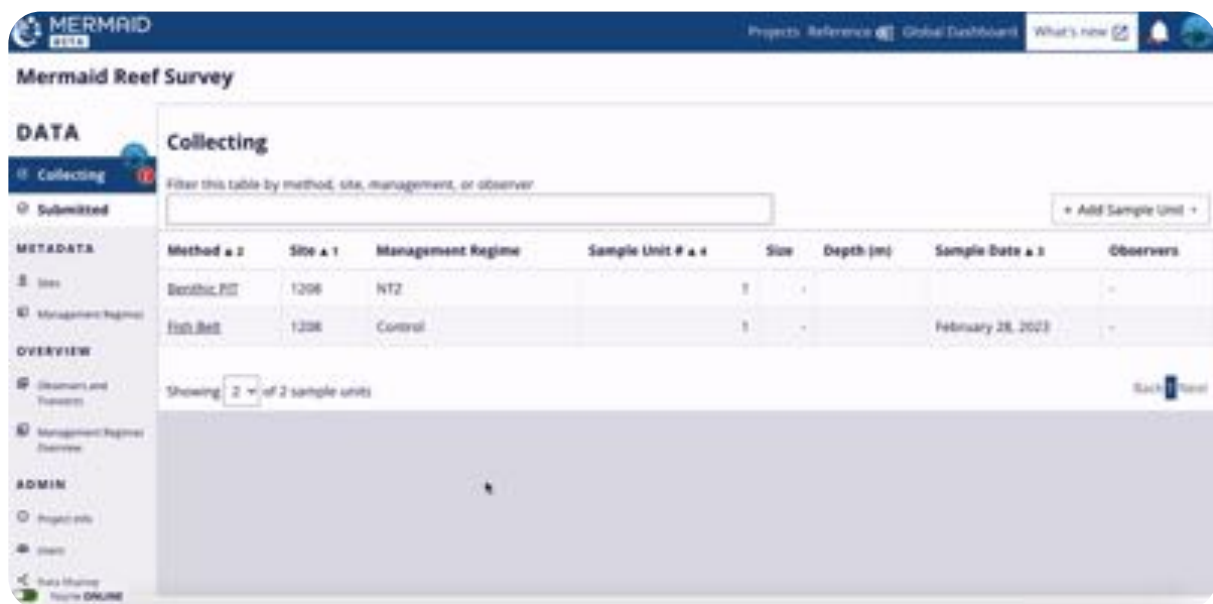 MERMAID
BETA
Projects Reference Global Dashboard What's new
Mermaid Reef Survey
DATA
Collecting
Submitted
METADATA
Sites
Management Regimes
OVERVIEW
Observers and
Transects
Management Regimes
Overview
ADMIN
Project Info
Users
Data Sharing
You're ONLINE
Collecting
Filter this table by method, site, management, or observer
+ Add Sample Unit
Method ▲ 2 Site ▲ 1 Management Regime Sample Unit # ▲ 4 Size Depth (m) Sample Date ▲ 3 Observers
Benthic PIT 1208 NTZ 1 - -
Fish Belt 1208 Control 1 - February 28, 2023 -
Showing 2 of 2 sample units
Back 1 Next